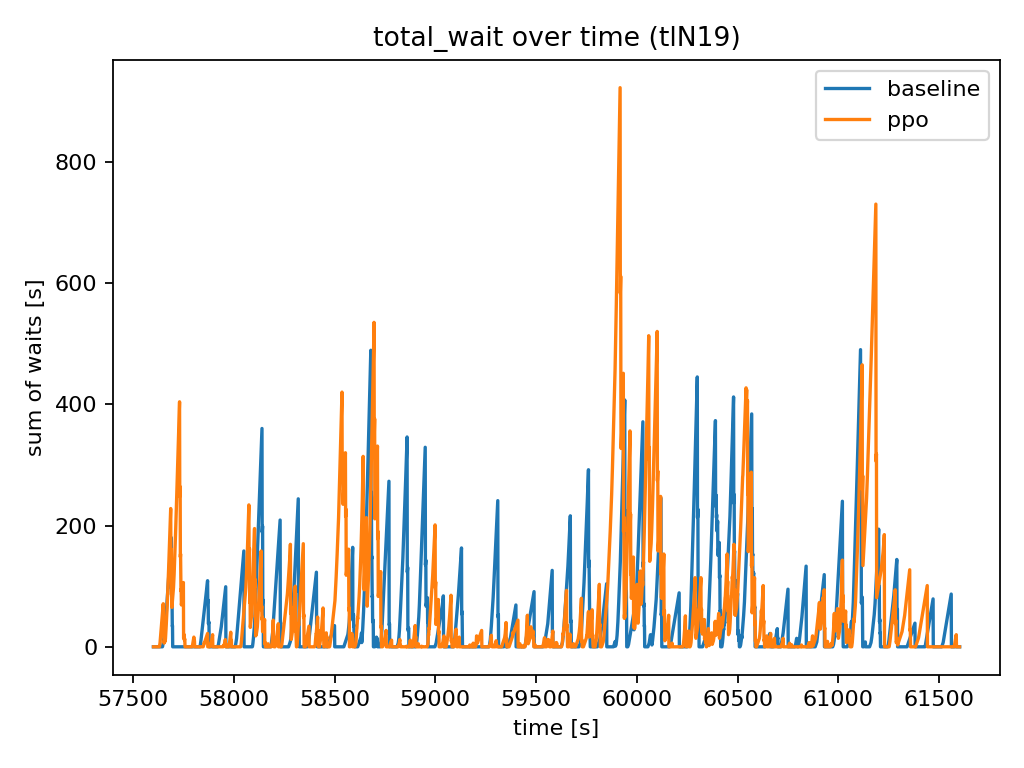 total_wait over time (tlN19)
baseline
ppo
sum of waits [s]
800
600
400
200
0
57500 58000 58500 59000 59500 60000 60500 61000 61500
time [s]